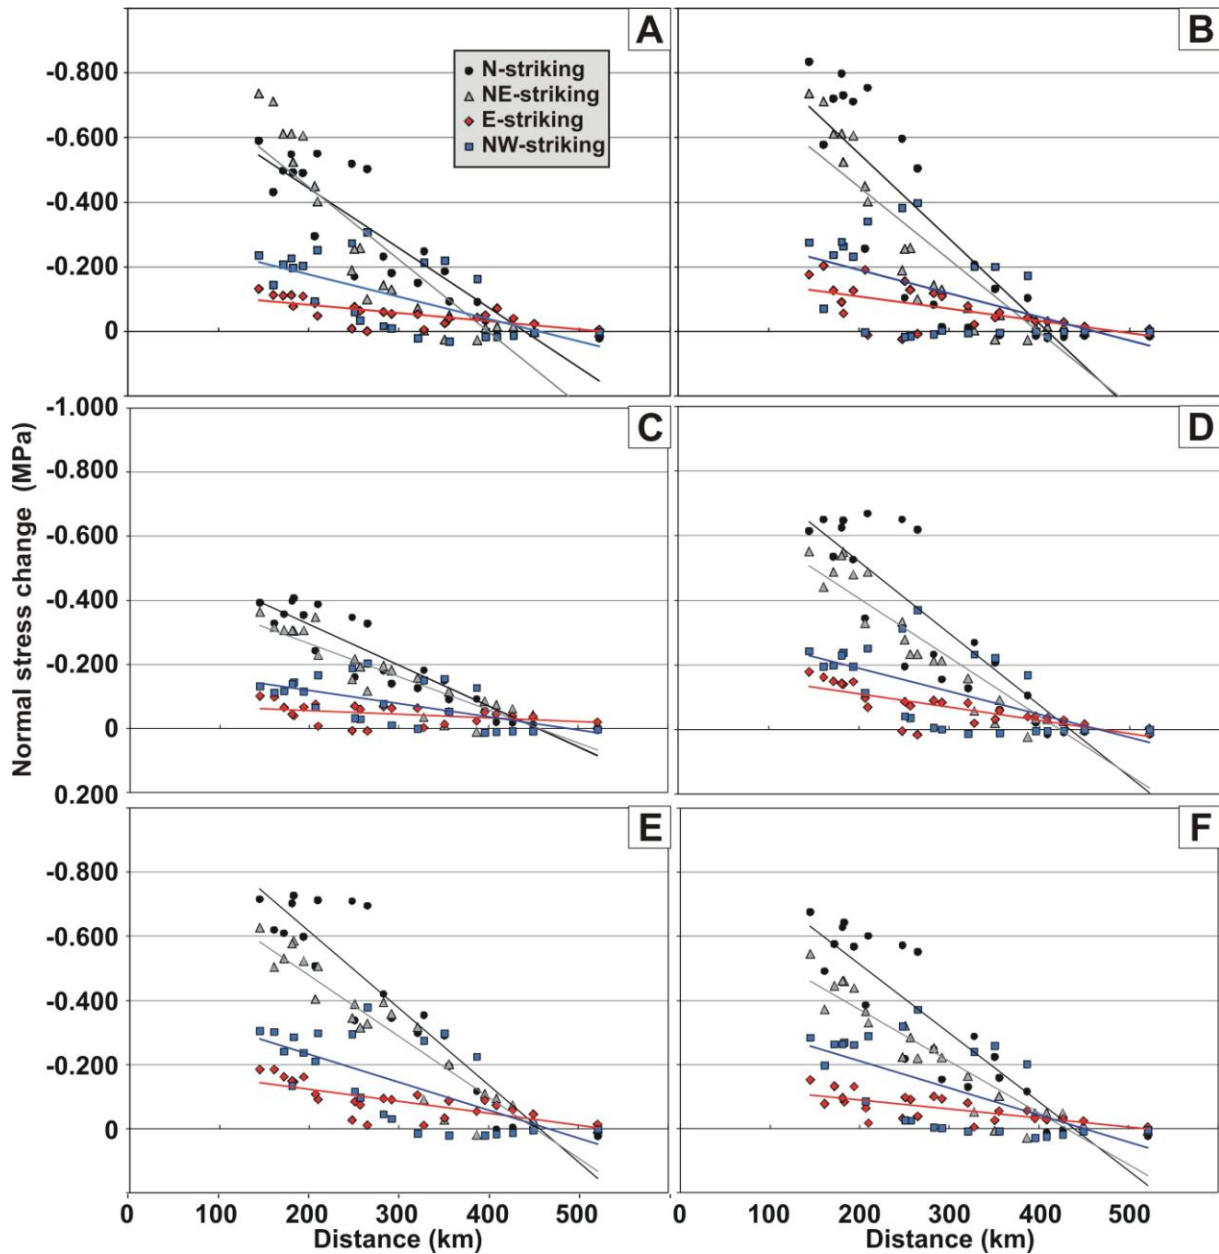 A
B
N-striking
NE-striking
E-striking
NW-striking
-0.800
-0.600
-0.400
-0.200
0
C
D
Normal stress change (MPa)
-1.000
-0.800
-0.600
-0.400
-0.200
0
0.200
E
F
-0.800
-0.600
-0.400
-0.200
0
0 100 200 300 400 500
Distance (km)
0 100 200 300 400 500
Distance (km)